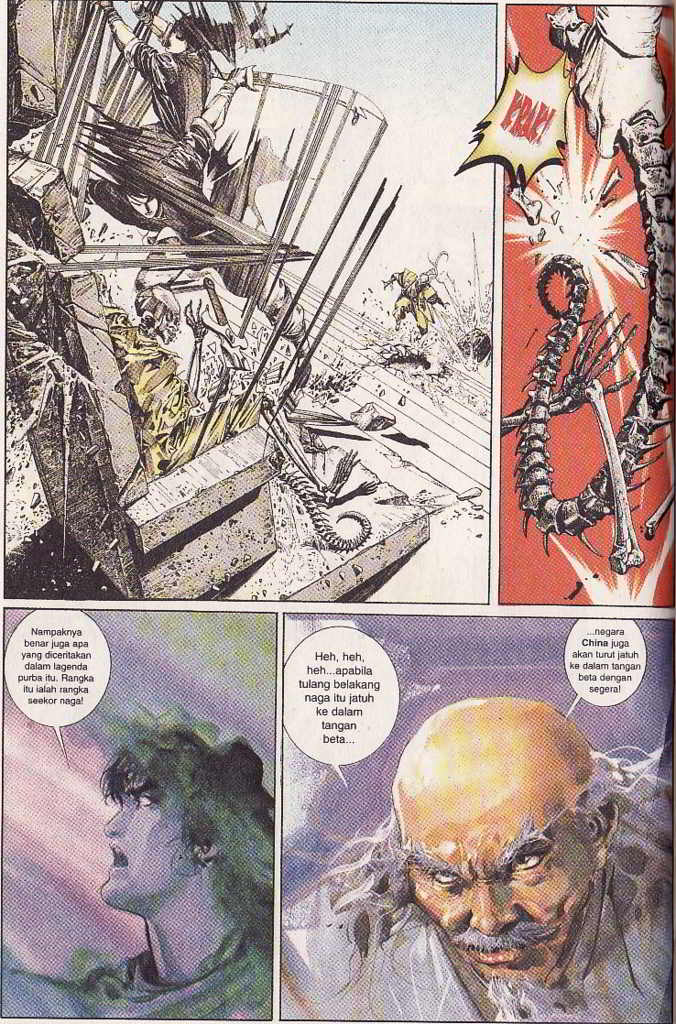 KRAK!
Nampaknya
benar juga apa
yang diceritakan
dalam lagenda
purba itu. Rangka
itu ialah rangka
seekor naga!
Heh, heh,
heh...apabila
tulang belakang
naga itu jatuh
ke dalam
tangan
beta...
...negara
China juga
akan turut jatuh
ke dalam tangan
beta dengan
segera!